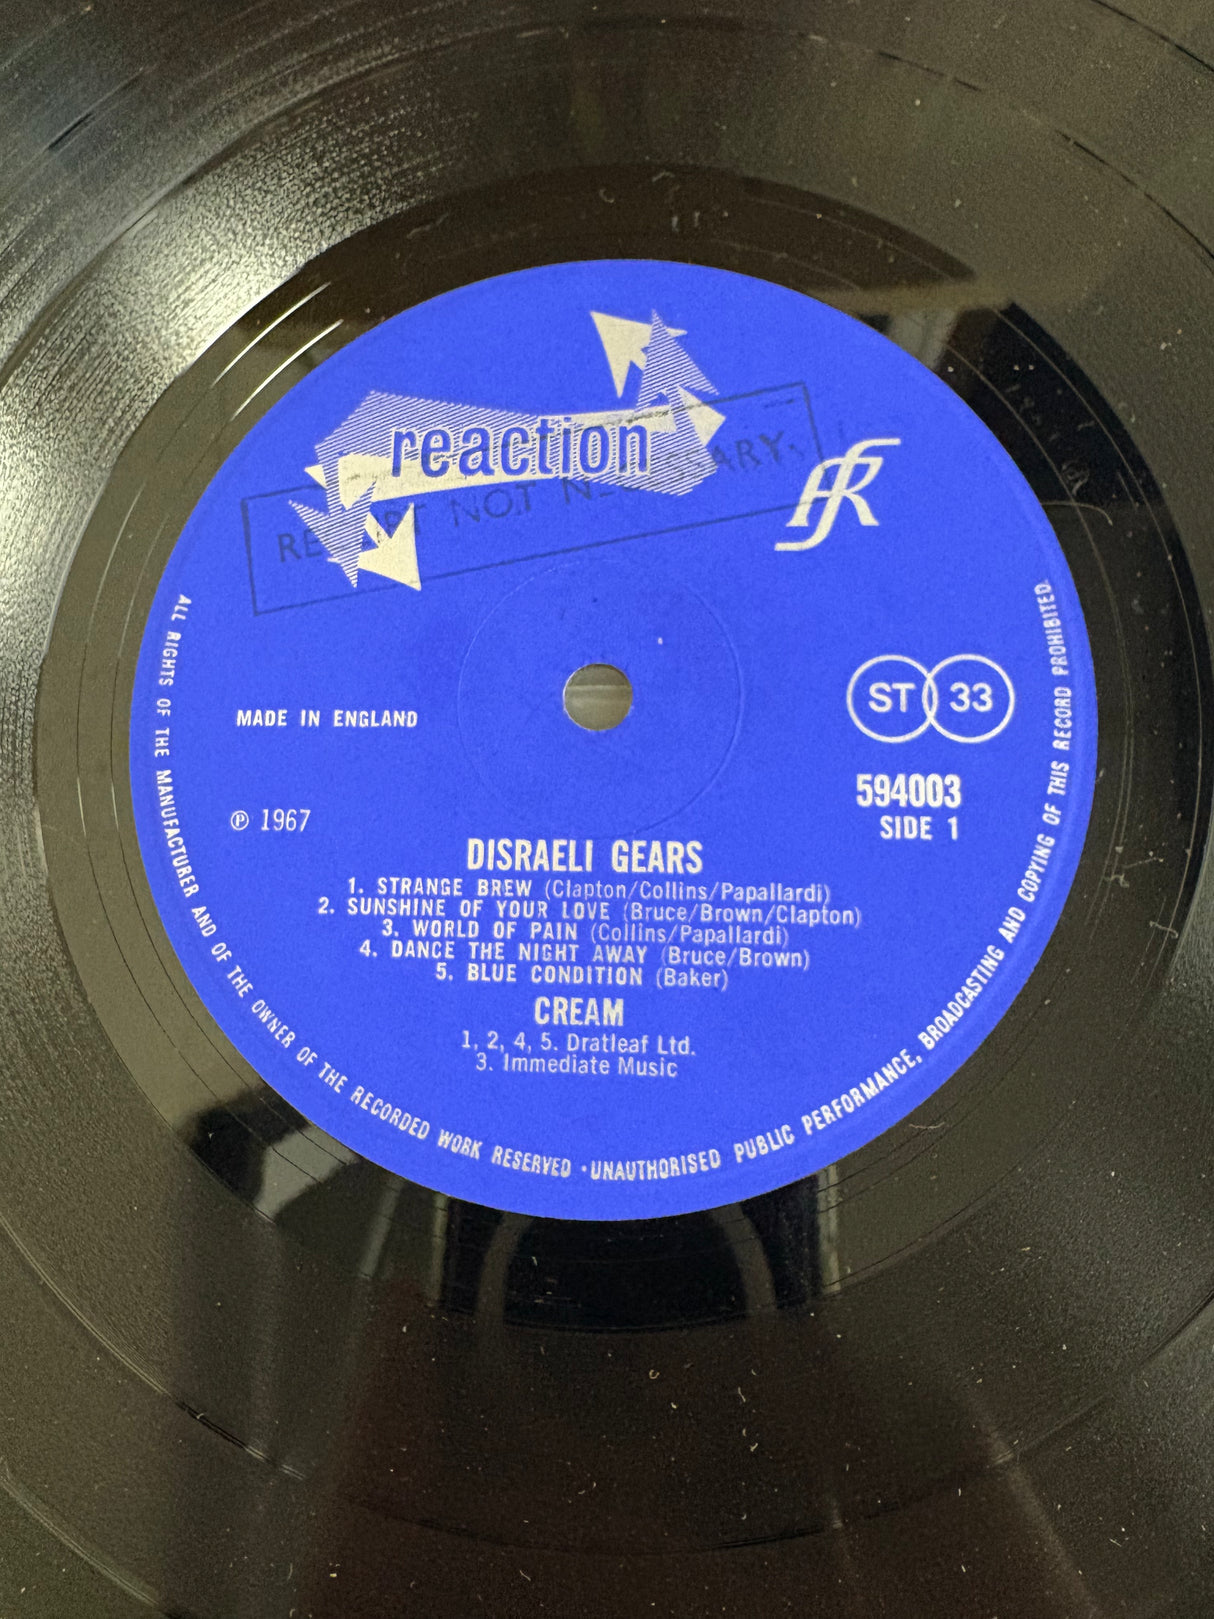 reaction
NOT
ST 33
MADE IN ENGLAND
594003
SIDE 1
℗ 1967
DISRAELI GEARS
1. STRANGE BREW (Clapton/Collins/Papallardi)
2. SUNSHINE OF YOUR LOVE (Bruce/Brown/Clapton)
3. WORLD OF PAIN (Collins/Papallardi)
4. DANCE THE NIGHT AWAY (Bruce/Brown)
5. BLUE CONDITION (Baker)
CREAM
1, 2, 4, 5. Dratleaf Ltd.
3. Immediate Music
ALL RIGHTS OF THE MANUFACTURER AND OF THE OWNER OF THE RECORDED WORK RESERVED · UNAUTHORISED PUBLIC PERFORMANCE, BROADCASTING AND COPYING OF THIS RECORD PROHIBITED.